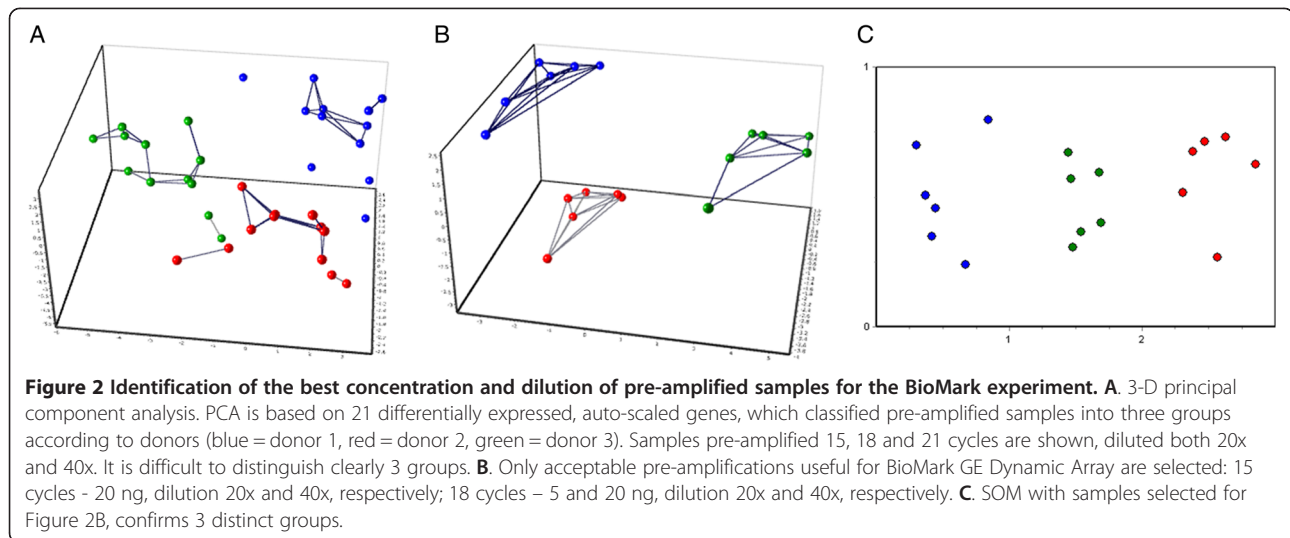 A
B
C
1
0
1
2
Figure 2 Identification of the best concentration and dilution of pre-amplified samples for the BioMark experiment. A. 3-D principal
component analysis. PCA is based on 21 differentially expressed, auto-scaled genes, which classified pre-amplified samples into three groups
according to donors (blue = donor 1, red = donor 2, green = donor 3). Samples pre-amplified 15, 18 and 21 cycles are shown, diluted both 20x
and 40x. It is difficult to distinguish clearly 3 groups. B. Only acceptable pre-amplifications useful for BioMark GE Dynamic Array are selected: 15
cycles - 20 ng, dilution 20x and 40x, respectively; 18 cycles – 5 and 20 ng, dilution 20x and 40x, respectively. C. SOM with samples selected for
Figure 2B, confirms 3 distinct groups.